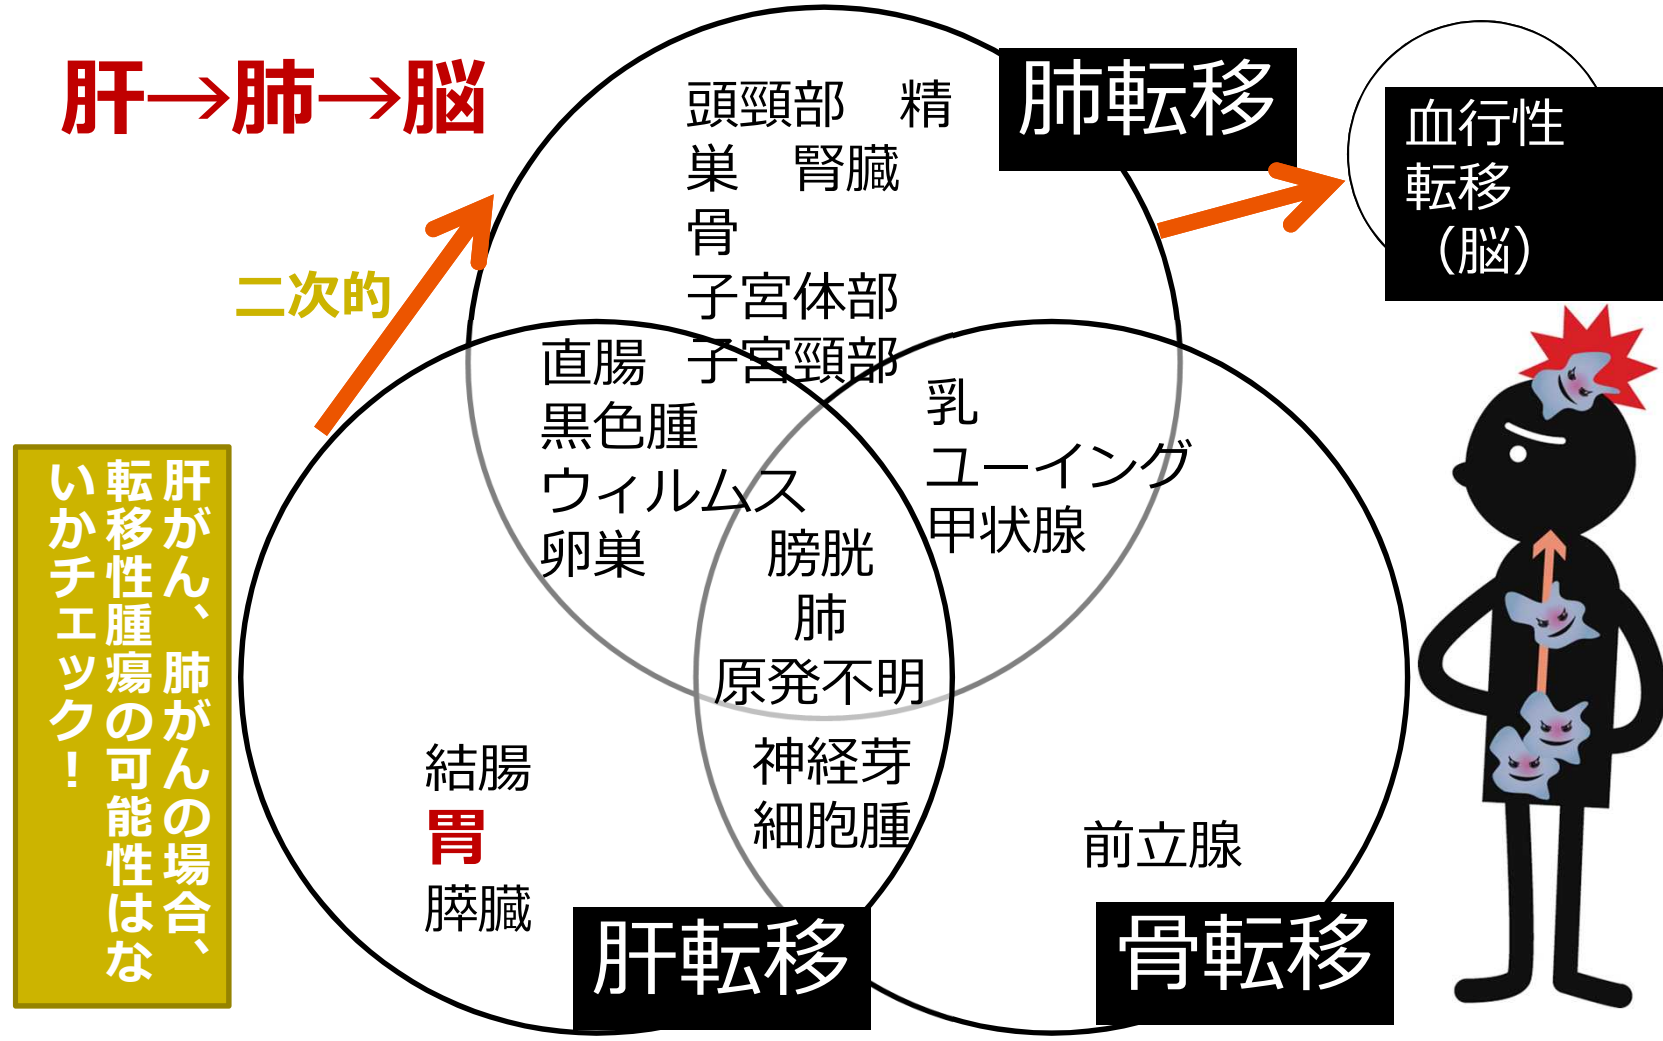 肝→肺→脳
肺転移
血行性
転移
（脳）
頭頸部　精
巣　腎臓
骨
子宮体部
子宮頸部
二次的
直腸
黒色腫
ウィルムス
卵巣
乳
ユーイング
甲状腺
膀胱
肺
原発不明
神経芽
細胞腫
結腸
胃
膵臓
前立腺
肝転移
骨転移
肝がん、肺がんの場合、
転移性腫瘍の可能性はな
いかチェック！